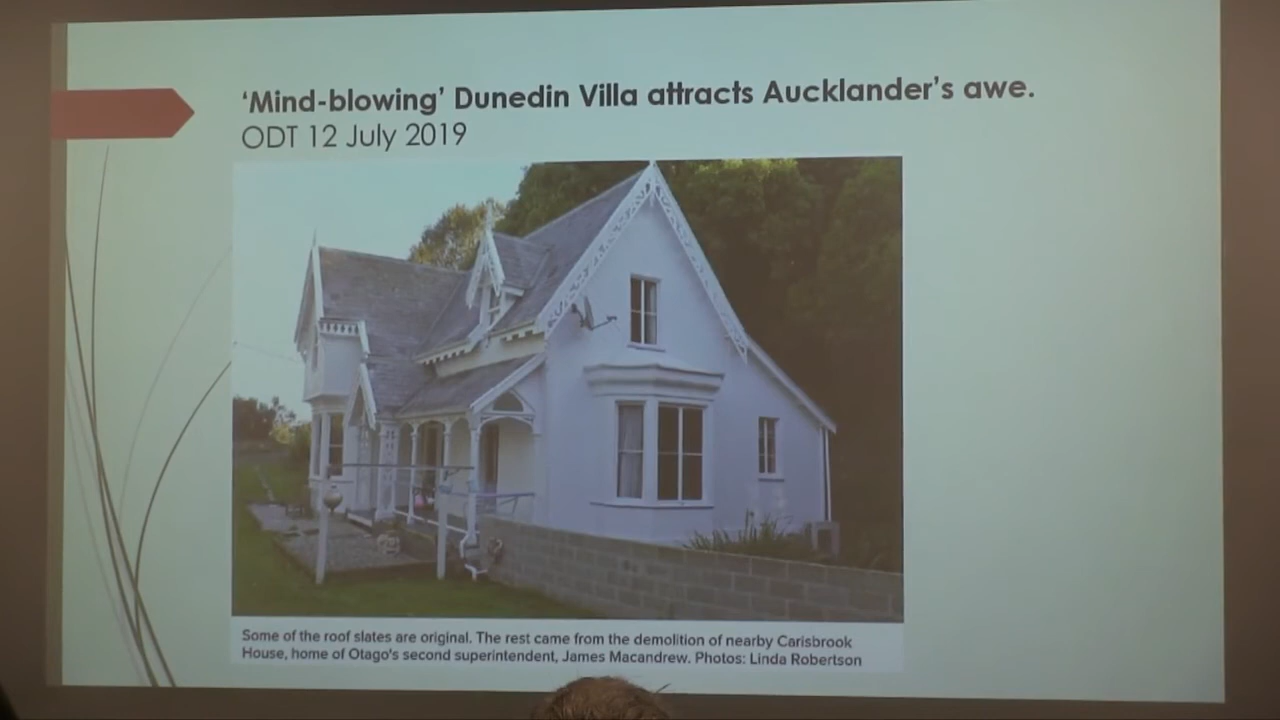 ‘Mind-blowing’ Dunedin Villa attracts Aucklander’s awe.
ODT 12 July 2019
Some of the roof slates are original. The rest came from the demolition of nearby Carisbrook
House, home of Otago's second superintendent, James Macandrew. Photos: Linda Robertson